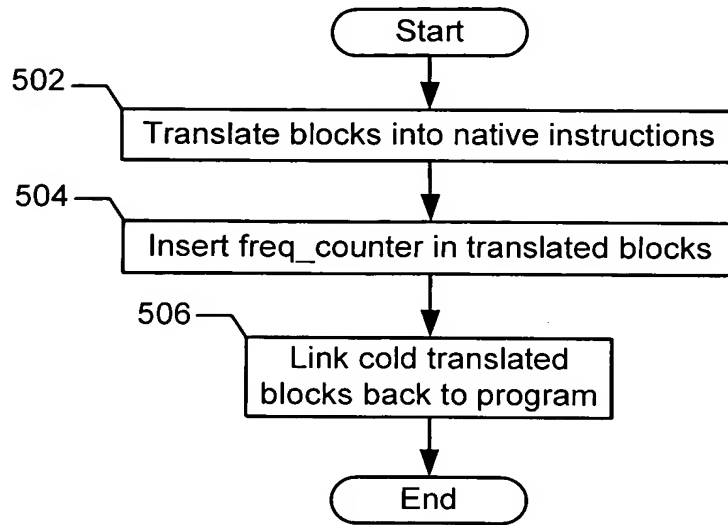 Start
502
Translate blocks into native instructions
504
Insert freq_counter in translated blocks
506
Link cold translated
blocks back to program
End